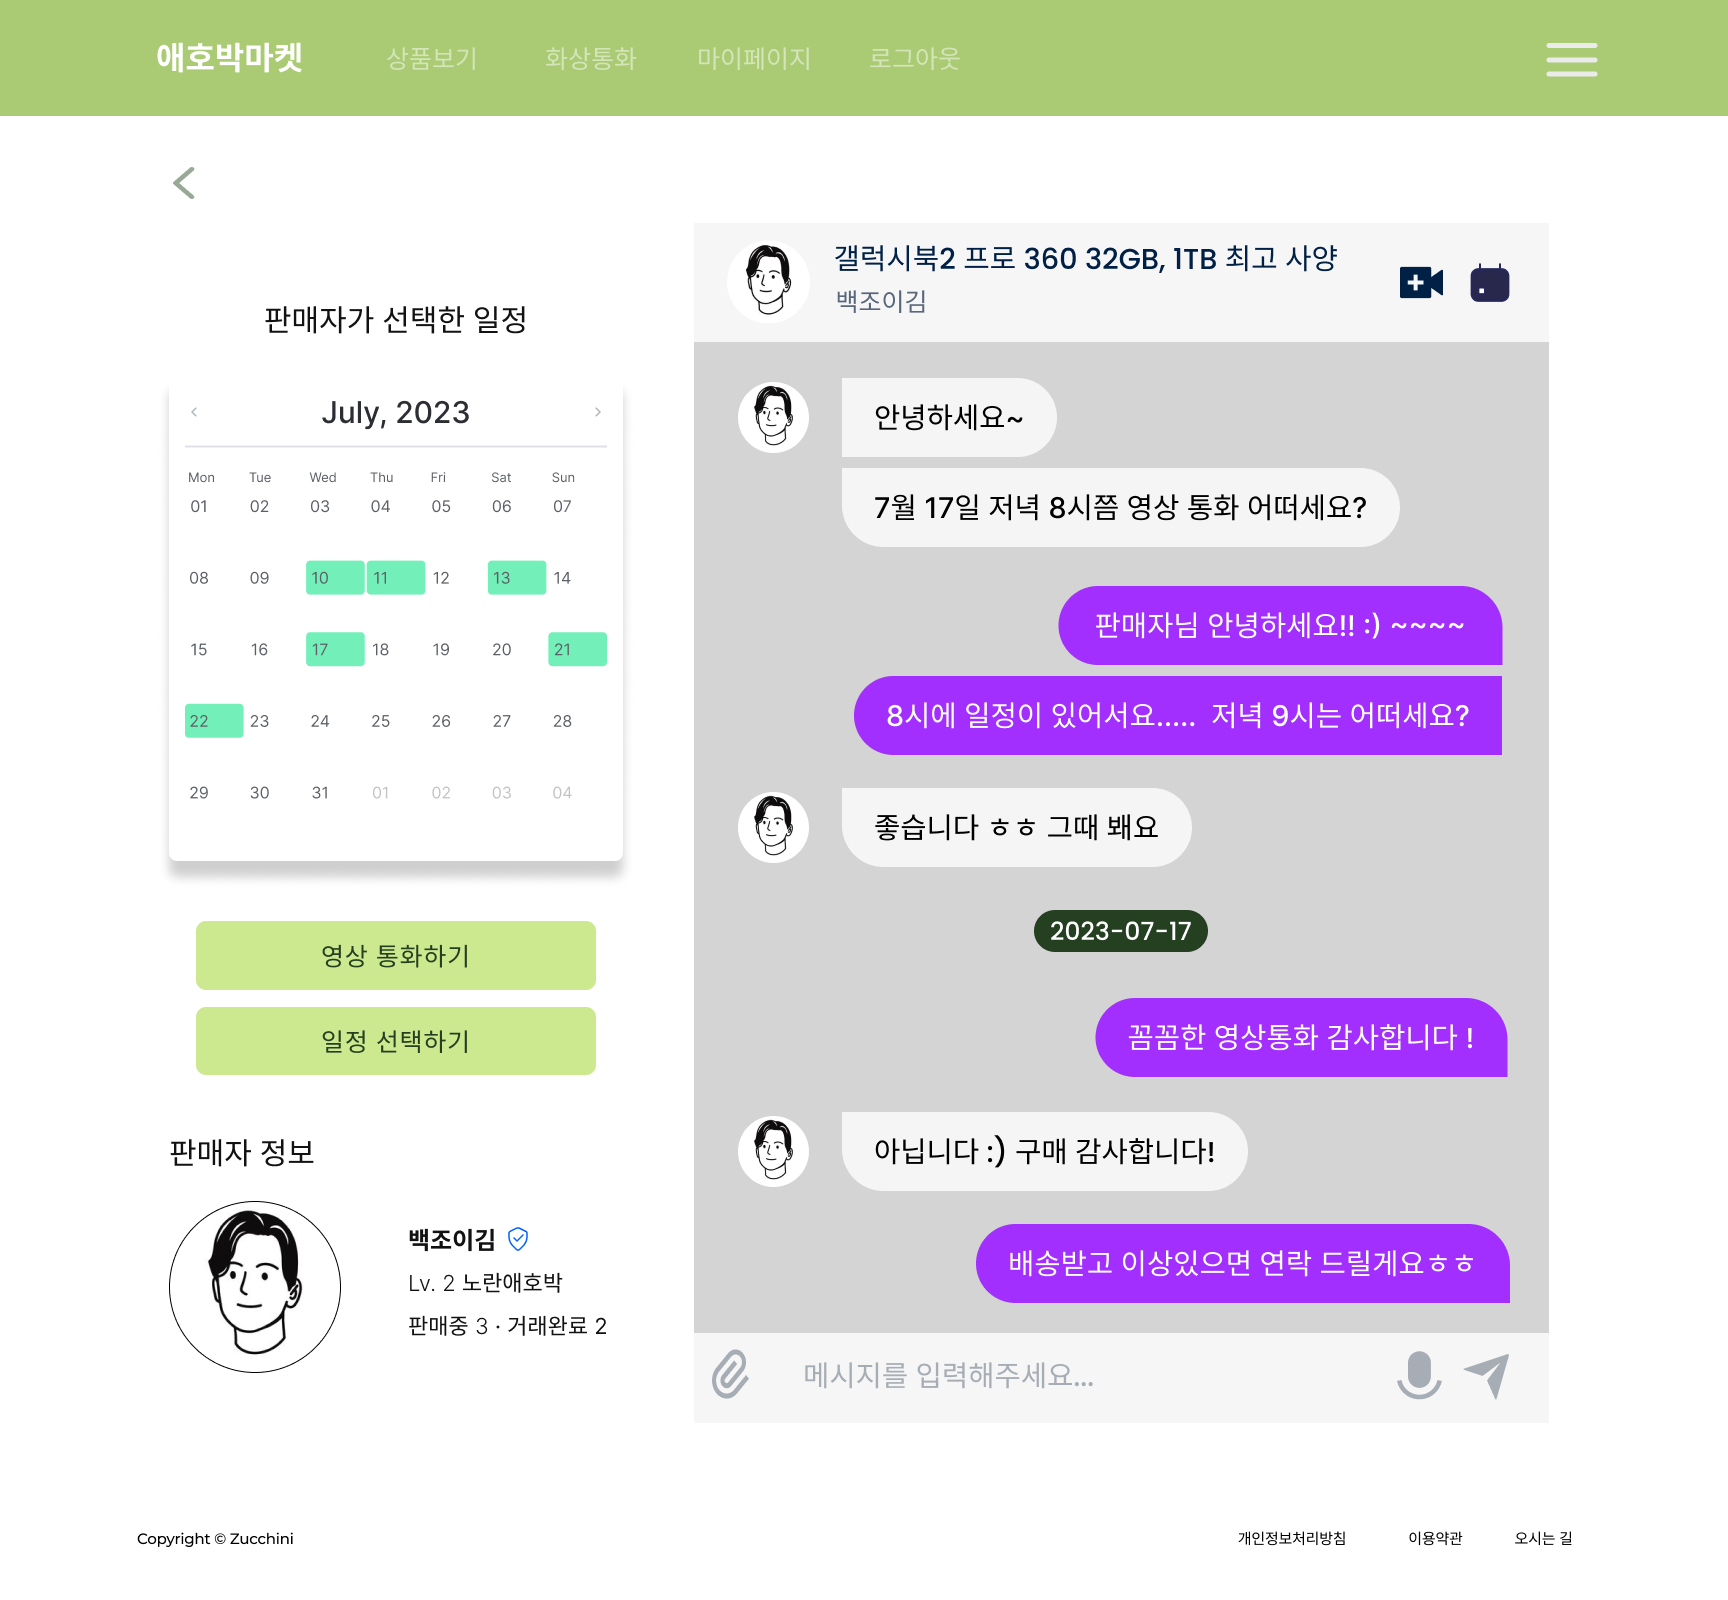 애호박마켓 상품보기 화상통화 마이페이지 로그아웃
판매자가 선택한 일정
July, 2023
Mon Tue Wed Thu Fri Sat Sun
01 02 03 04 05 06 07
08 09 10 11 12 13 14
15 16 17 18 19 20 21
22 23 24 25 26 27 28
29 30 31 01 02 03 04
영상 통화하기
일정 선택하기
판매자 정보
백조이김
Lv. 2 노란애호박
판매중 3 · 거래완료 2
갤럭시북2 프로 360 32GB, 1TB 최고 사양
백조이김
안녕하세요~
7월 17일 저녁 8시쯤 영상 통화 어떠세요?
판매자님 안녕하세요!! :) ~~~~
8시에 일정이 있어서요..... 저녁 9시는 어떠세요?
좋습니다 ㅎㅎ 그때 봬요
2023-07-17
꼼꼼한 영상통화 감사합니다 !
아닙니다 :) 구매 감사합니다!
배송받고 이상있으면 연락 드릴게요ㅎㅎ
메시지를 입력해주세요...
Copyright © Zucchini 개인정보처리방침 이용약관 오시는 길